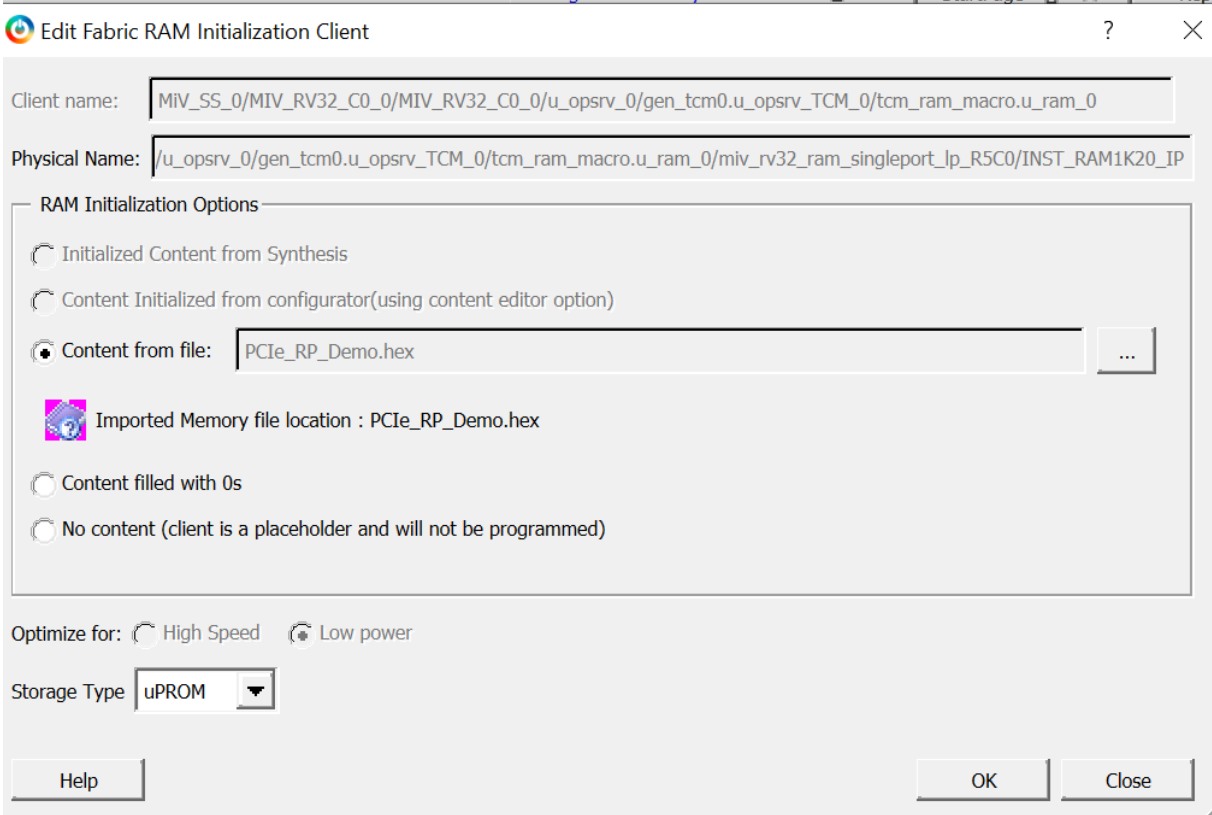 Edit Fabric RAM Initialization Client
?
Client name: MiV_SS_0/MIV_RV32_C0_0/MIV_RV32_C0_0/u_opsrv_0/gen_tcm0.u_opsrv_TCM_0/tcm_ram_macro.u_ram_0
Physical Name: /u_opsrv_0/gen_tcm0.u_opsrv_TCM_0/tcm_ram_macro.u_ram_0/miv_rv32_ram_singleport_lp_R5C0/INST_RAM1K20_IP
RAM Initialization Options
Initialized Content from Synthesis
Content Initialized from configurator(using content editor option)
Content from file: PCIe_RP_Demo.hex ...
Imported Memory file location : PCIe_RP_Demo.hex
Content filled with 0s
No content (client is a placeholder and will not be programmed)
Optimize for: High Speed Low power
Storage Type uPROM
Help OK Close